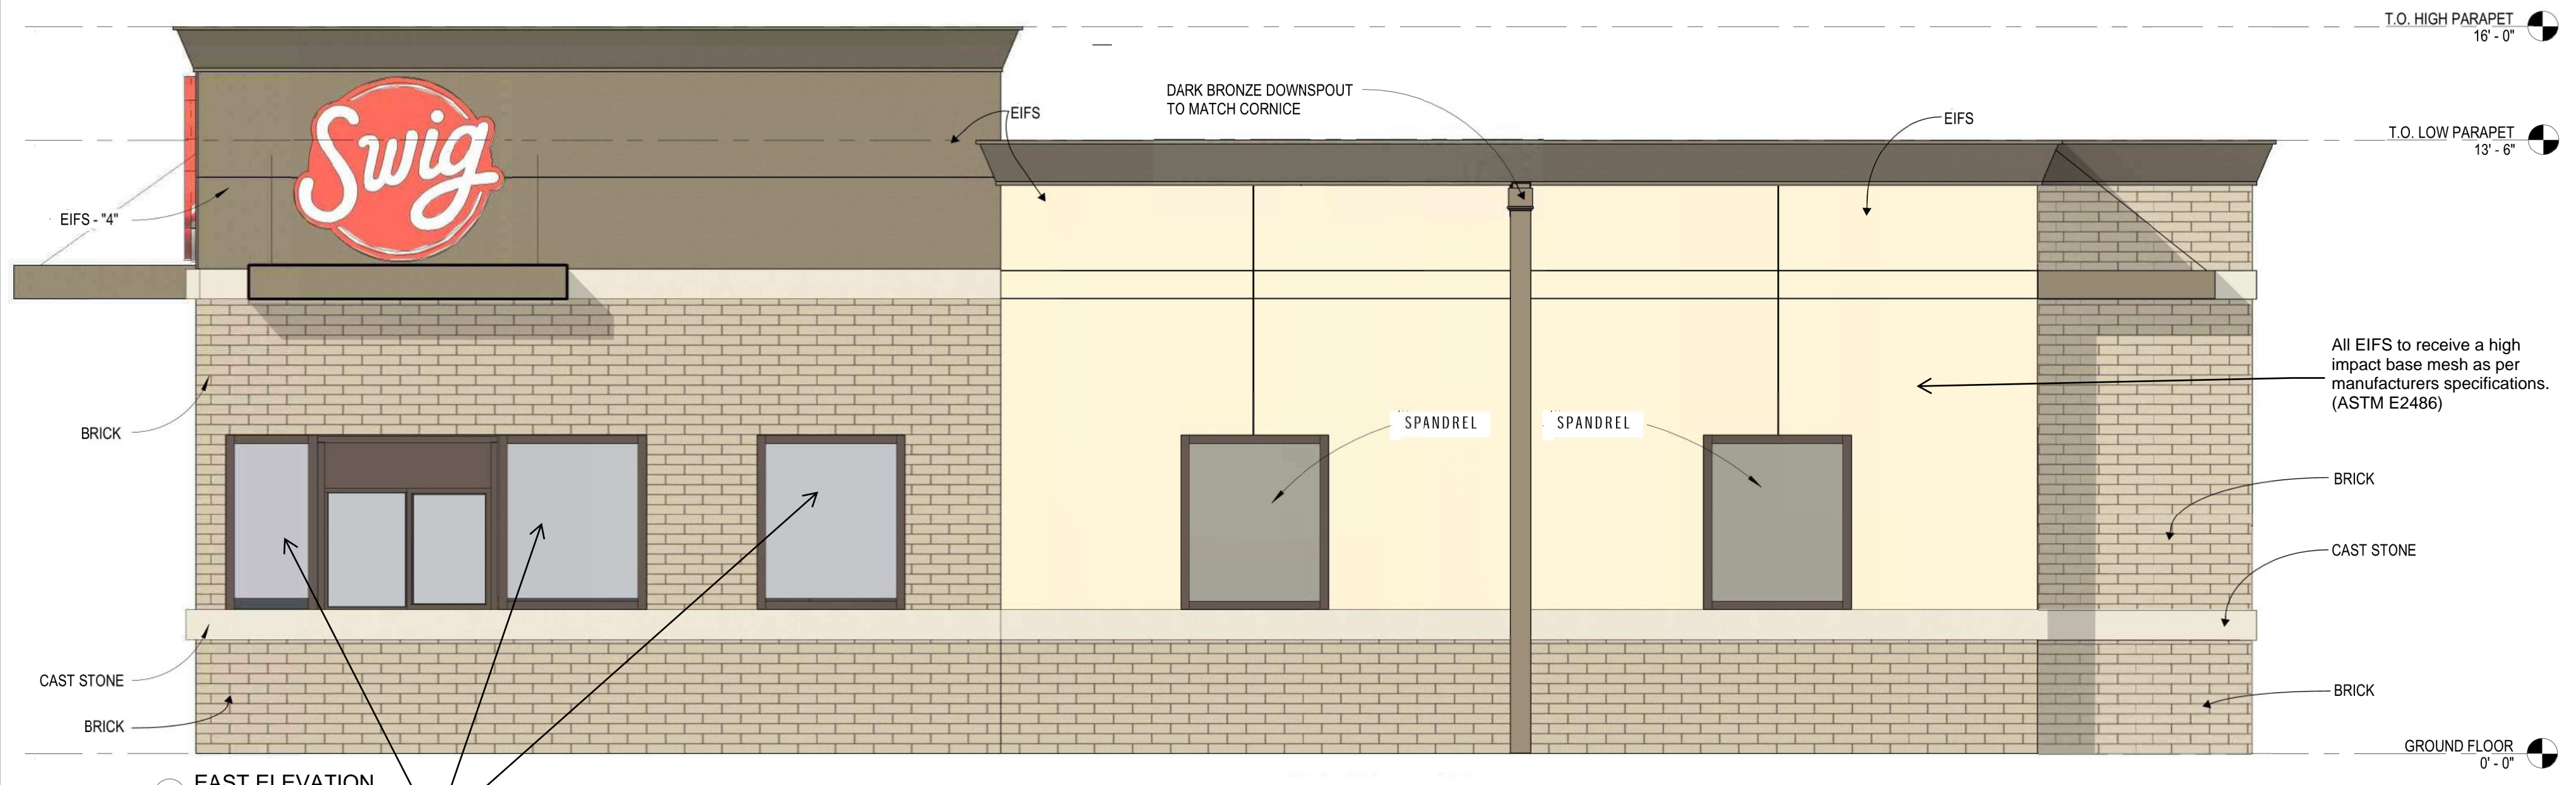 T.O. HIGH PARAPET
16' - 0"
DARK BRONZE DOWNSPOUT
TO MATCH CORNICE
EIFS
EIFS
T.O. LOW PARAPET
13' - 6"
Swig
EIFS - "4"
All EIFS to receive a high
impact base mesh as per
manufacturers specifications.
(ASTM E2486)
SPANDREL
SPANDREL
BRICK
BRICK
CAST STONE
CAST STONE
BRICK
BRICK
GROUND FLOOR
0' - 0"
EAST ELEVATION